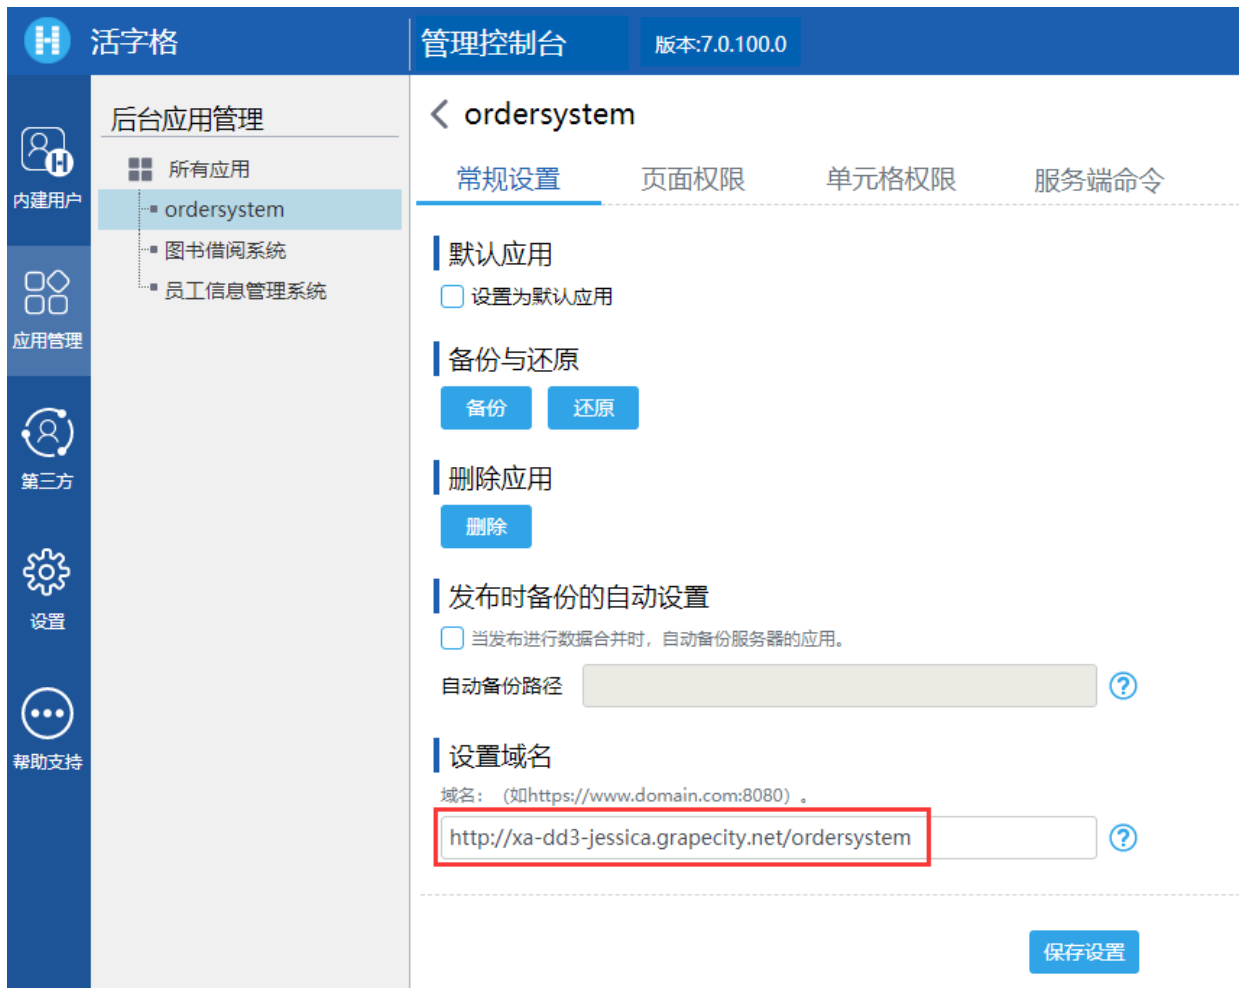 活字格
管理控制台
版本:7.0.100.0
内建用户
应用管理
第三方
设置
帮助支持
后台应用管理
所有应用
ordersystem
图书借阅系统
员工信息管理系统
ordersystem
常规设置 页面权限 单元格权限 服务端命令
默认应用
设置为默认应用
备份与还原
备份 还原
删除应用
删除
发布时备份的自动设置
当发布进行数据合并时，自动备份服务器的应用。
自动备份路径
?
设置域名
域名：（如https://www.domain.com:8080）。
http://xa-dd3-jessica.grapecity.net/ordersystem
?
保存设置